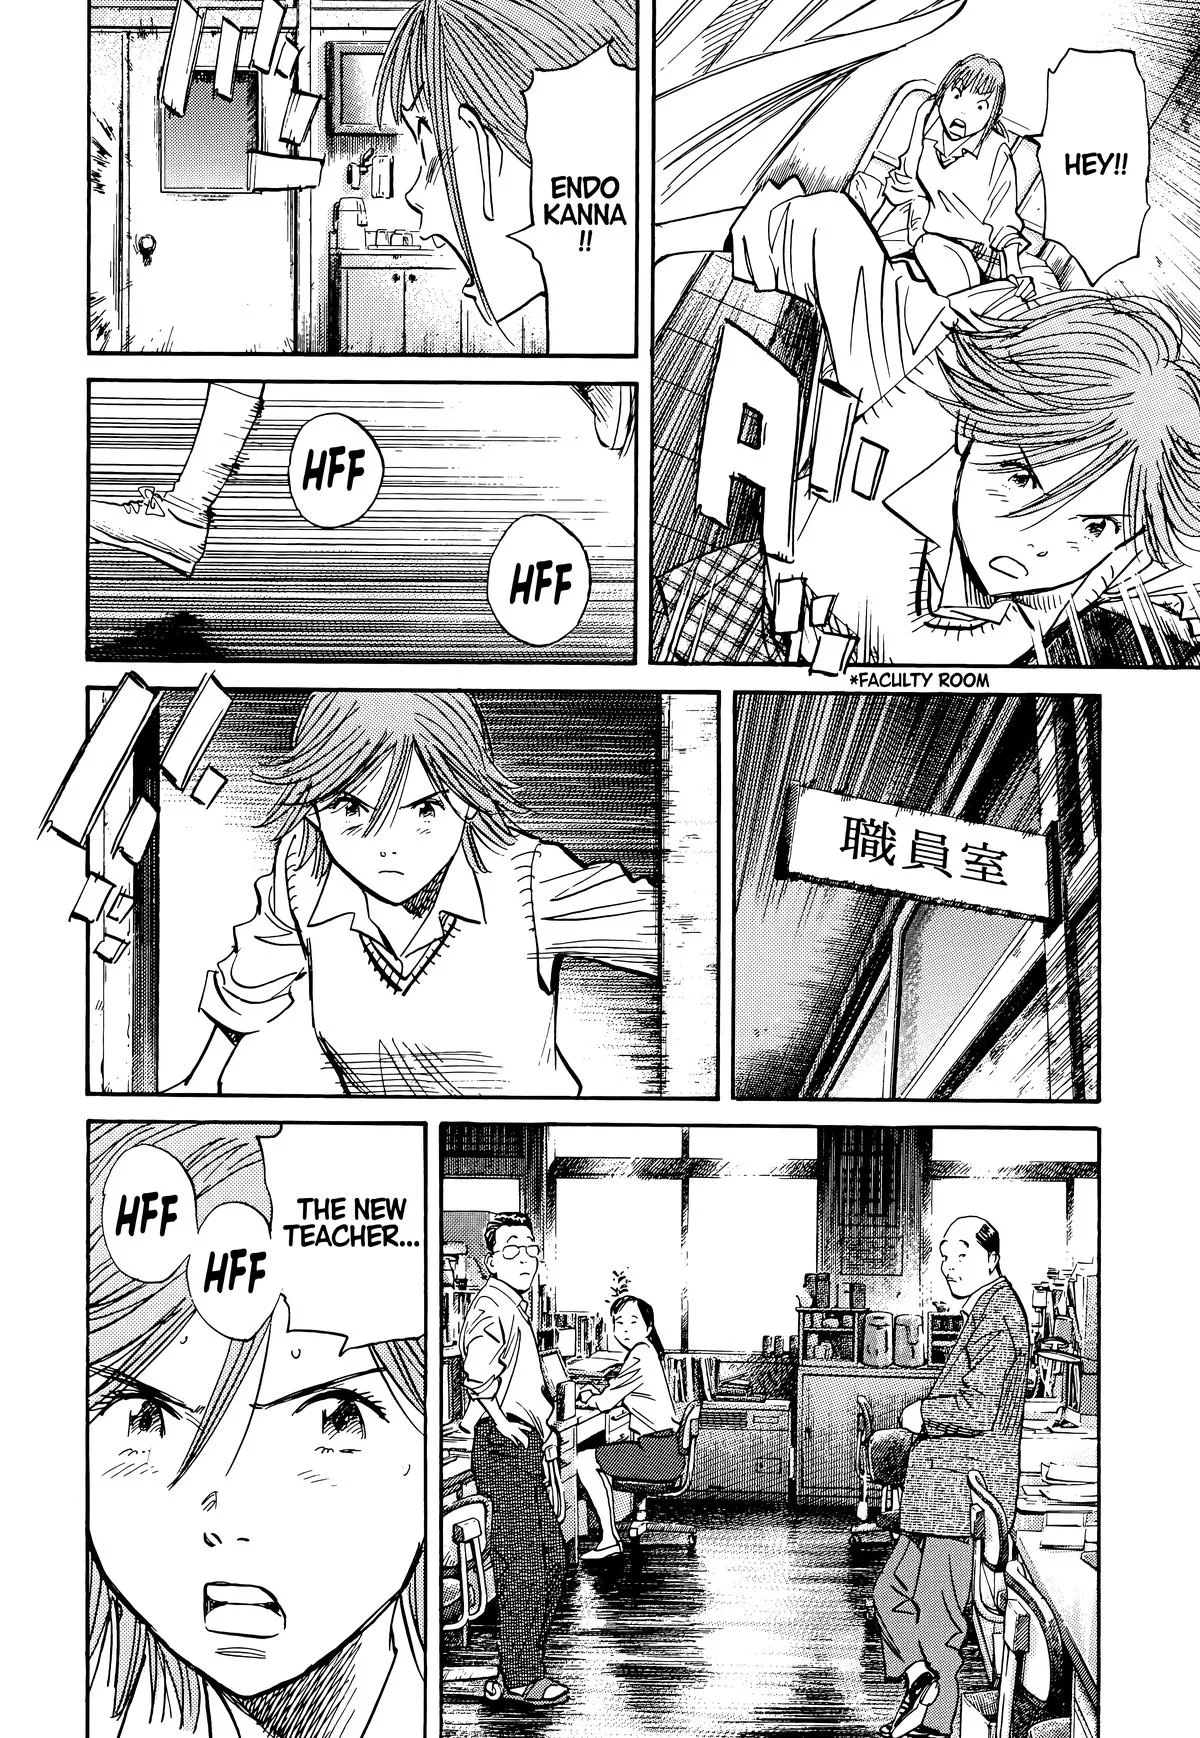 HEY!!
ENDO
KANNA
!!
HFF
HFF
*FACULTY ROOM
職員室
THE NEW
TEACHER...
HFF
HFF